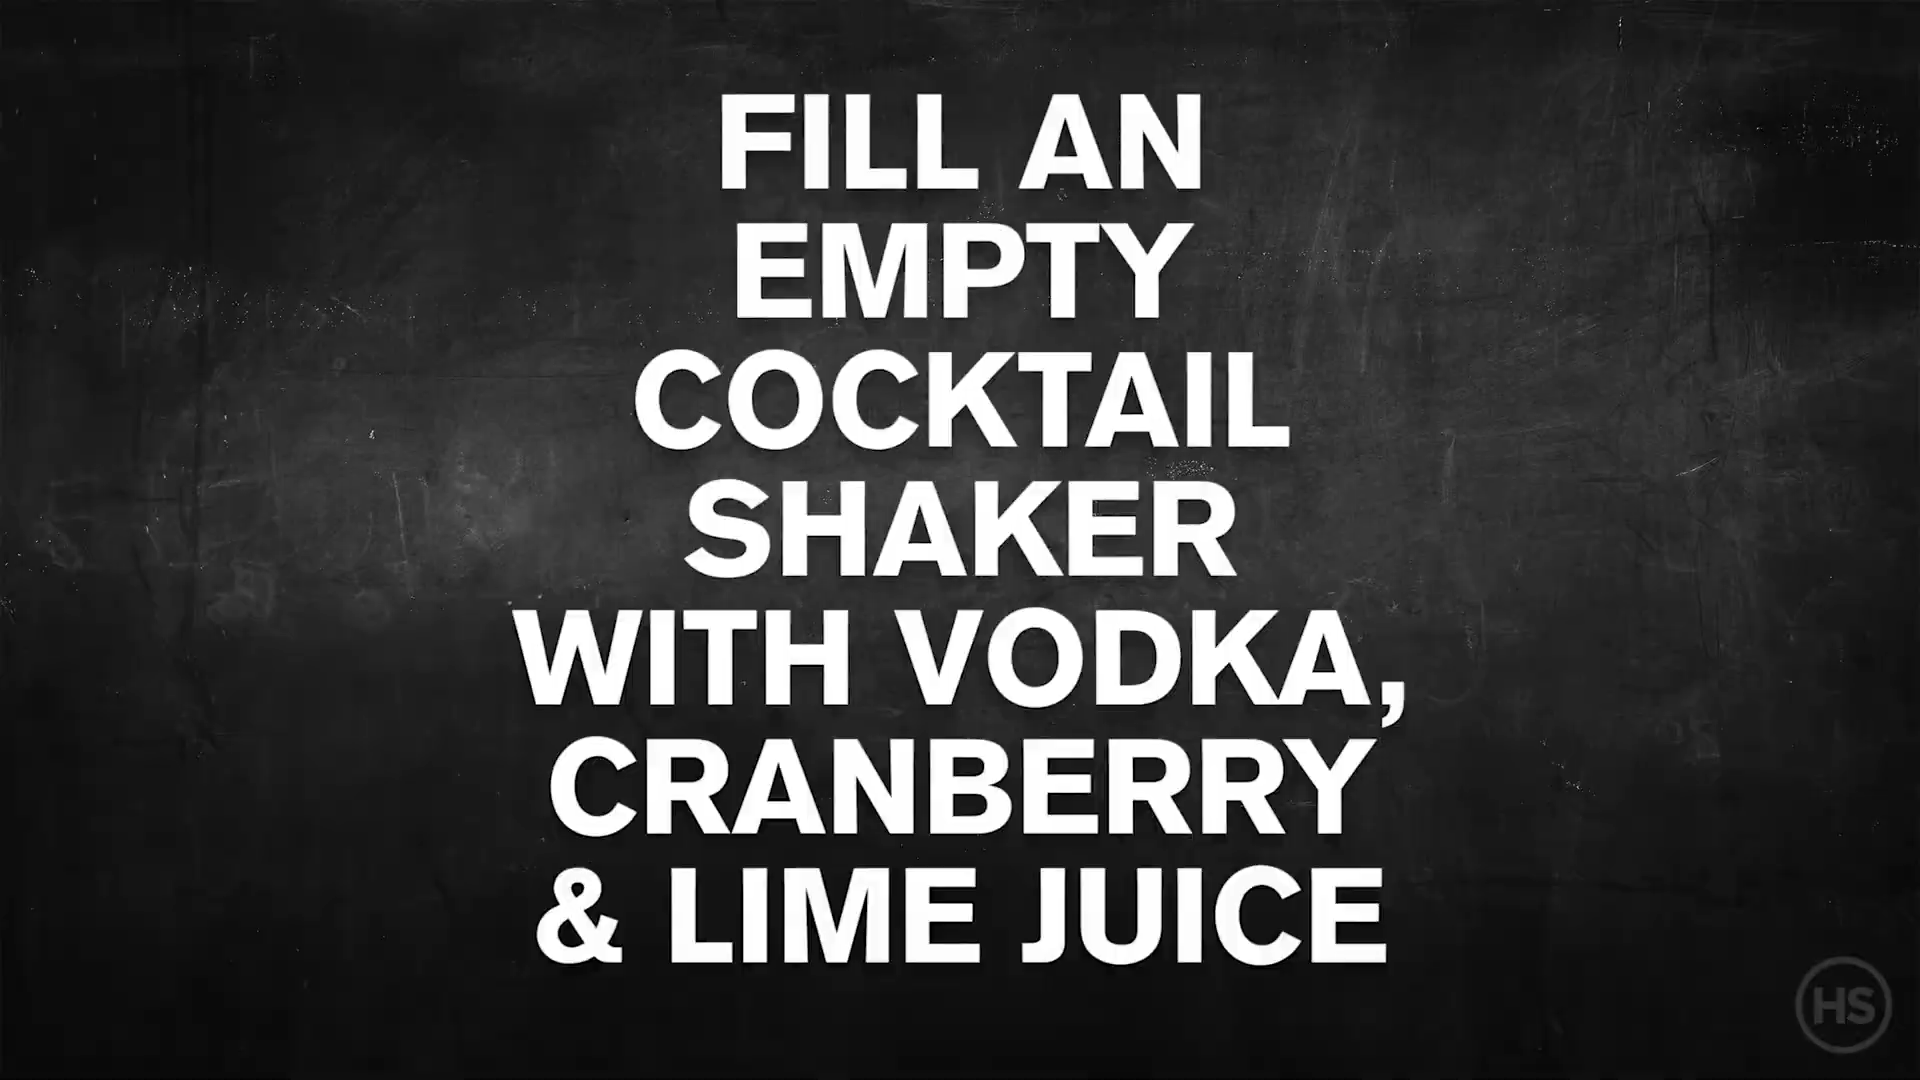 FILL AN
EMPTY
COCKTAIL
SHAKER
WITH VODKA,
CRANBERRY
& LIME JUICE
HS